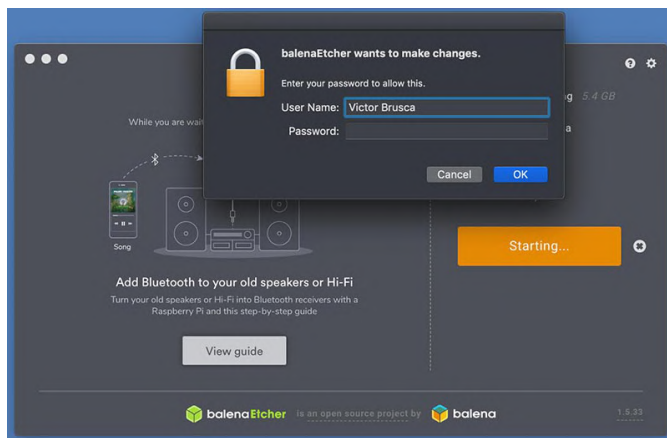 balenaEtcher wants to make changes.
Enter your password to allow this.
User Name: Victor Brusca
Password:
Cancel OK
5.4 GB
While you are wai
Song
Starting...
Add Bluetooth to your old speakers or Hi-Fi
Turn your old speakers or Hi-Fi into Bluetooth receivers with a
Raspberry Pi and this step-by-step guide
View guide
balenaEtcher is an open source project by balena
1.5.33